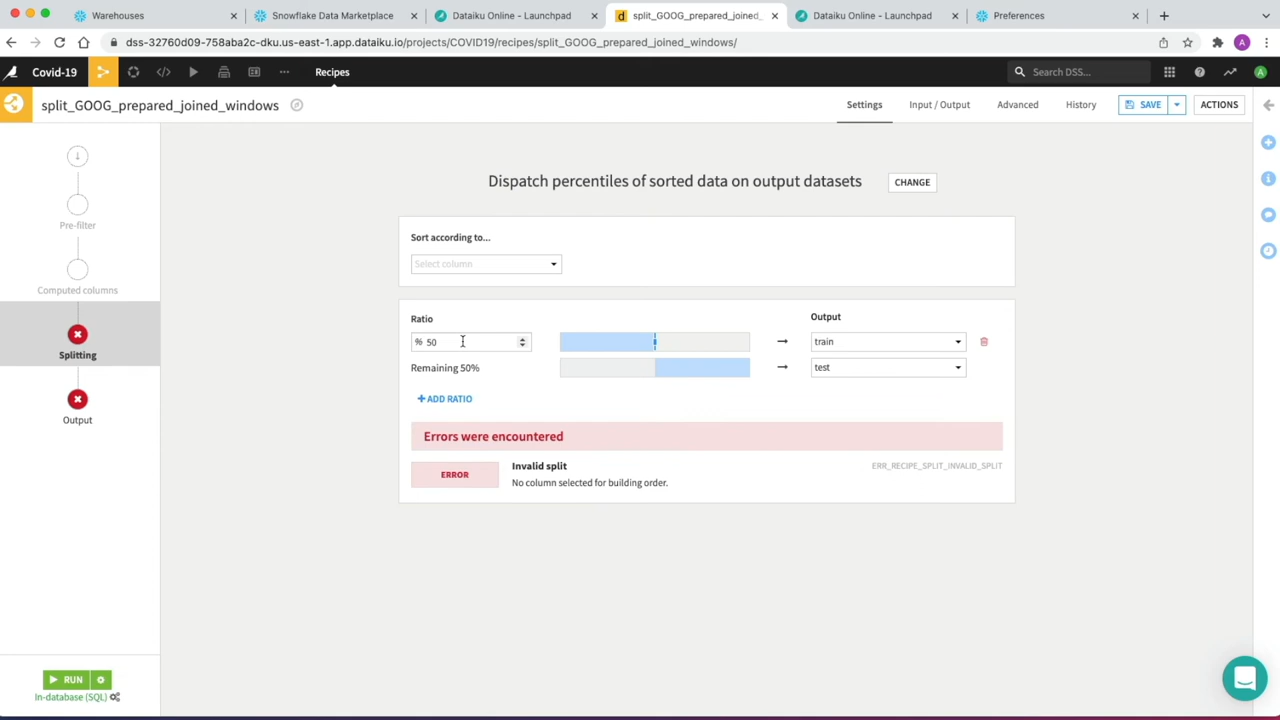 Warehouses
Snowflake Data Marketplace
Dataiku Online - Launchpad
split_GOOG_prepared_joined_
Dataiku Online - Launchpad
Preferences
dss-32760d09-758aba2c-dku.us-east-1.app.dataiku.io/projects/COVID19/recipes/split_GOOG_prepared_joined_windows/
A
Covid-19
Recipes
Search DSS...
A
split_GOOG_prepared_joined_windows
Settings
Input / Output
Advanced
History
SAVE
ACTIONS
Dispatch percentiles of sorted data on output datasets
CHANGE
Pre-filter
Computed columns
Splitting
Output
Sort according to...
Select column
Ratio
Output
% 50
train
Remaining 50%
test
+ ADD RATIO
Errors were encountered
ERROR
Invalid split
ERR_RECIPE_SPLIT_INVALID_SPLIT
No column selected for building order.
RUN
In-database (SQL)